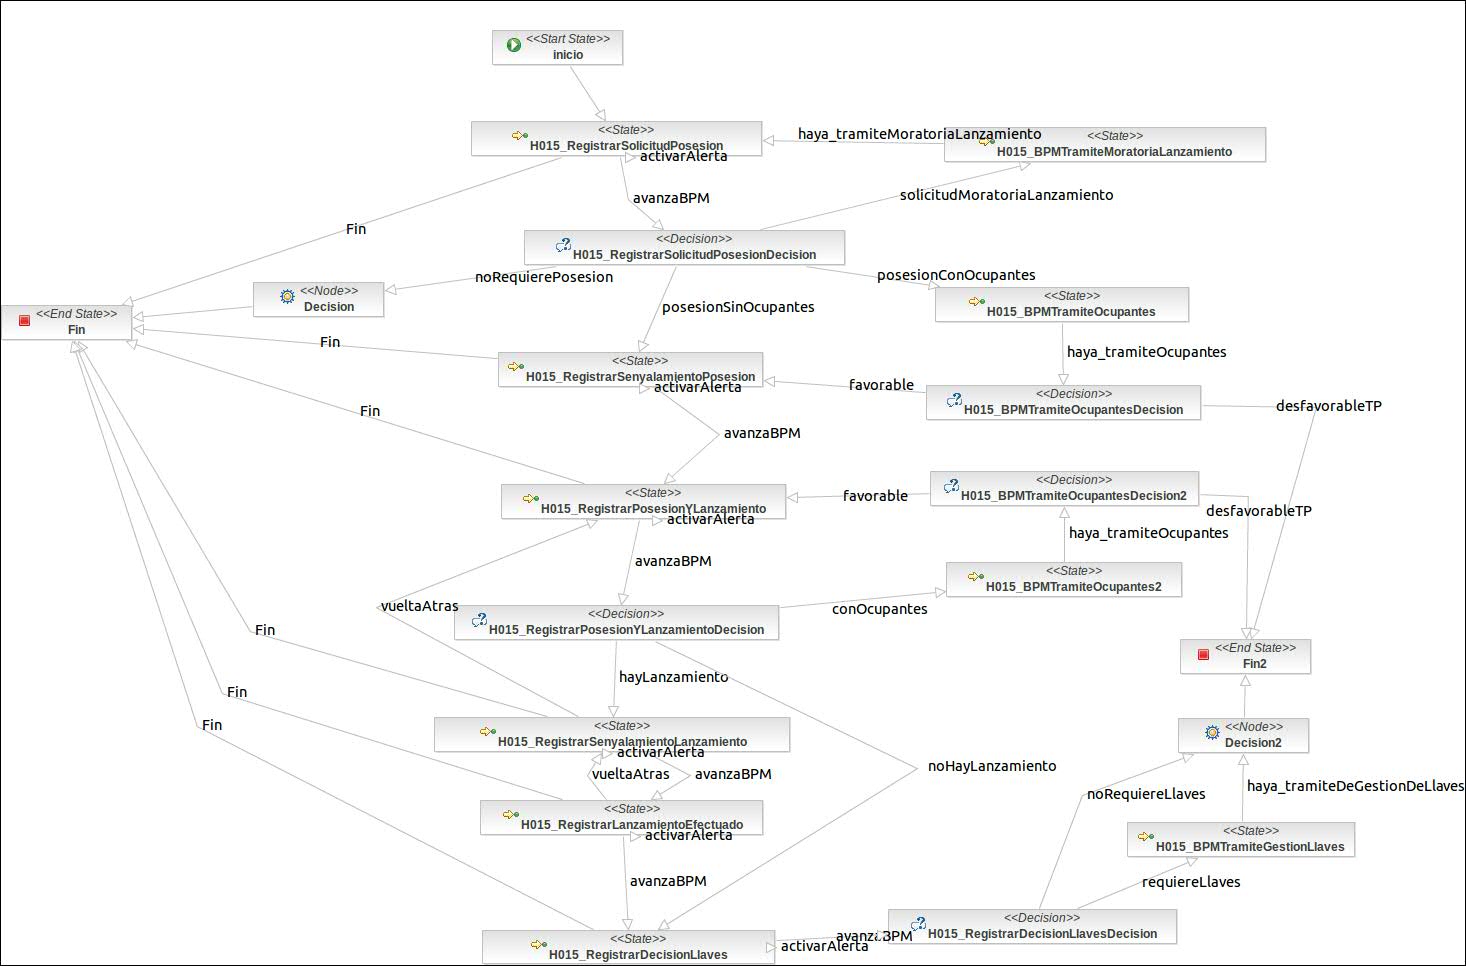 <<Start State>>
inicio
<<State>>
H015_RegistrarSolicitudPosesion
activarAlerta
haya_tramiteMoratoriaLanzamiento
<<State>>
H015_BPMTramiteMoratoriaLanzamiento
avanzaBPM
solicitudMoratoriaLanzamiento
Fin
<<Decision>>
H015_RegistrarSolicitudPosesionDecision
noRequierePosesion
posesionConOcupantes
<<Node>>
Decision
<<State>>
H015_BPMTramiteOcupantes
<<End State>>
Fin
posesionSinOcupantes
Fin
haya_tramiteOcupantes
<<State>>
H015_RegistrarSenyalamientoPosesion
activarAlerta
favorable
<<Decision>>
H015_BPMTramiteOcupantesDecision
desfavorableTP
Fin
avanzaBPM
<<State>>
H015_RegistrarPosesionYLanzamiento
activarAlerta
favorable
<<Decision>>
H015_BPMTramiteOcupantesDecision2
desfavorableTP
haya_tramiteOcupantes
avanzaBPM
<<State>>
H015_BPMTramiteOcupantes2
vueltaAtras
<<Decision>>
H015_RegistrarPosesionYLanzamientoDecision
conOcupantes
Fin
<<End State>>
Fin2
hayLanzamiento
Fin
<<State>>
H015_RegistrarSenyalamientoLanzamiento
activarAlerta
Fin
<<Node>>
Decision2
vueltaAtras
avanzaBPM
noHayLanzamiento
noRequiereLlaves
haya_tramiteDeGestionDeLlaves
<<State>>
H015_RegistrarLanzamientoEfectuado
activarAlerta
<<State>>
H015_BPMTramiteGestionLlaves
avanzaBPM
requiereLlaves
<<State>>
H015_RegistrarDecisionLlaves
activarAlerta
avanzaBPM
<<Decision>>
H015_RegistrarDecisionLlavesDecision